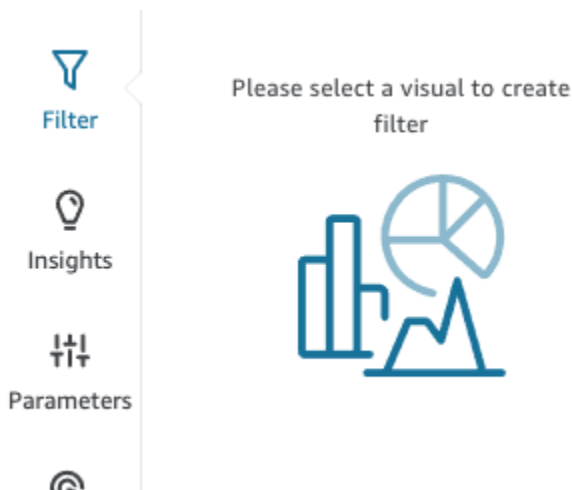 Filter
Insights
Parameters
Please select a visual to create
filter